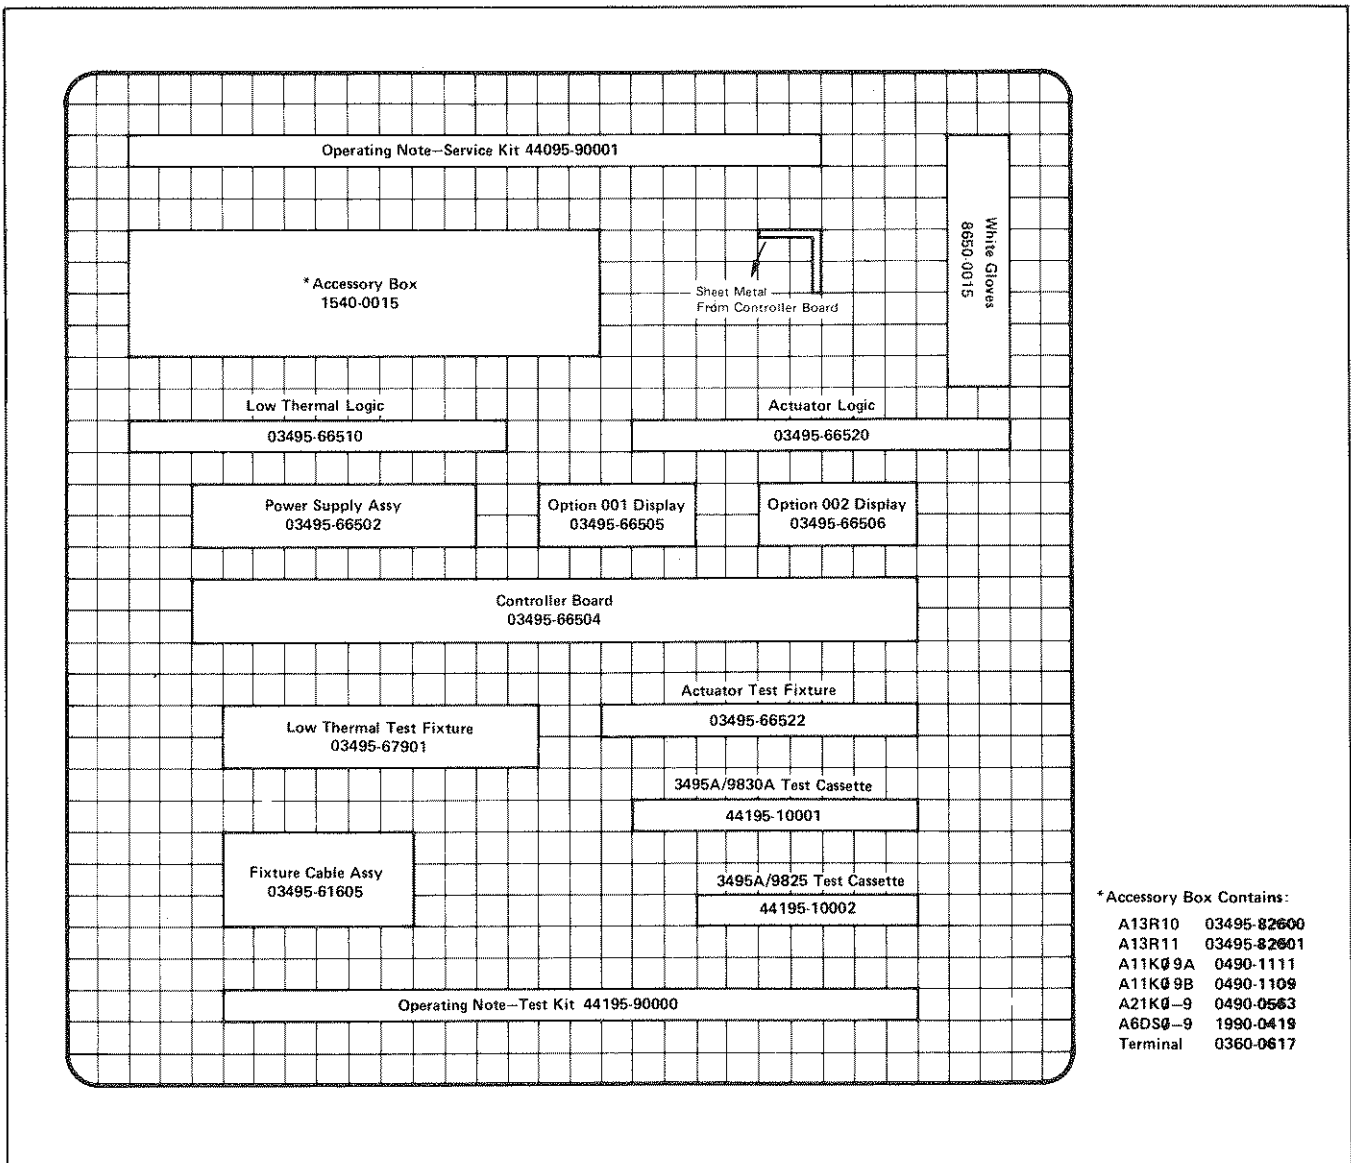 Operating Note—Service Kit 44095-90001
White Gloves
8650-0015
*Accessory Box
1540-0015
Sheet Metal
From Controller Board
Low Thermal Logic
03495-66510
Actuator Logic
03495-66520
Power Supply Assy
03495-66502
Option 001 Display
03495-66505
Option 002 Display
03495-66506
Controller Board
03495-66504
Low Thermal Test Fixture
03495-67901
Actuator Test Fixture
03495-66522
3495A/9830A Test Cassette
44195-10001
Fixture Cable Assy
03495-61605
3495A/9825 Test Cassette
44195-10002
Operating Note—Test Kit 44195-90000
*Accessory Box Contains:
A13R10 03495-82600
A13R11 03495-82601
A11KØ9A 0490-1111
A11KØ9B 0490-1109
A21KØ—9 0490-0563
A6DSØ—9 1990-0419
Terminal 0360-0617